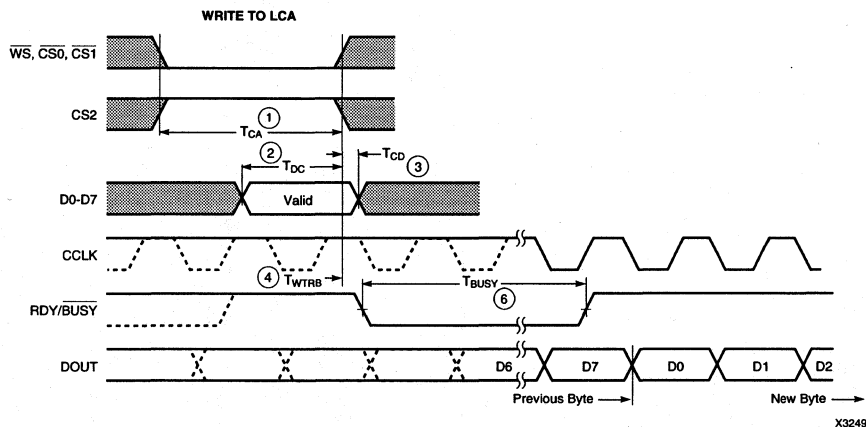 WRITE TO LCA
WS, CS0, CS1
CS2
1
TCA
2
TDC
TCD
3
D0-D7
Valid
CCLK
4 TWTRB
TBUSY
6
RDY/BUSY
DOUT
D6 D7 D0 D1 D2
Previous Byte New Byte
X3249